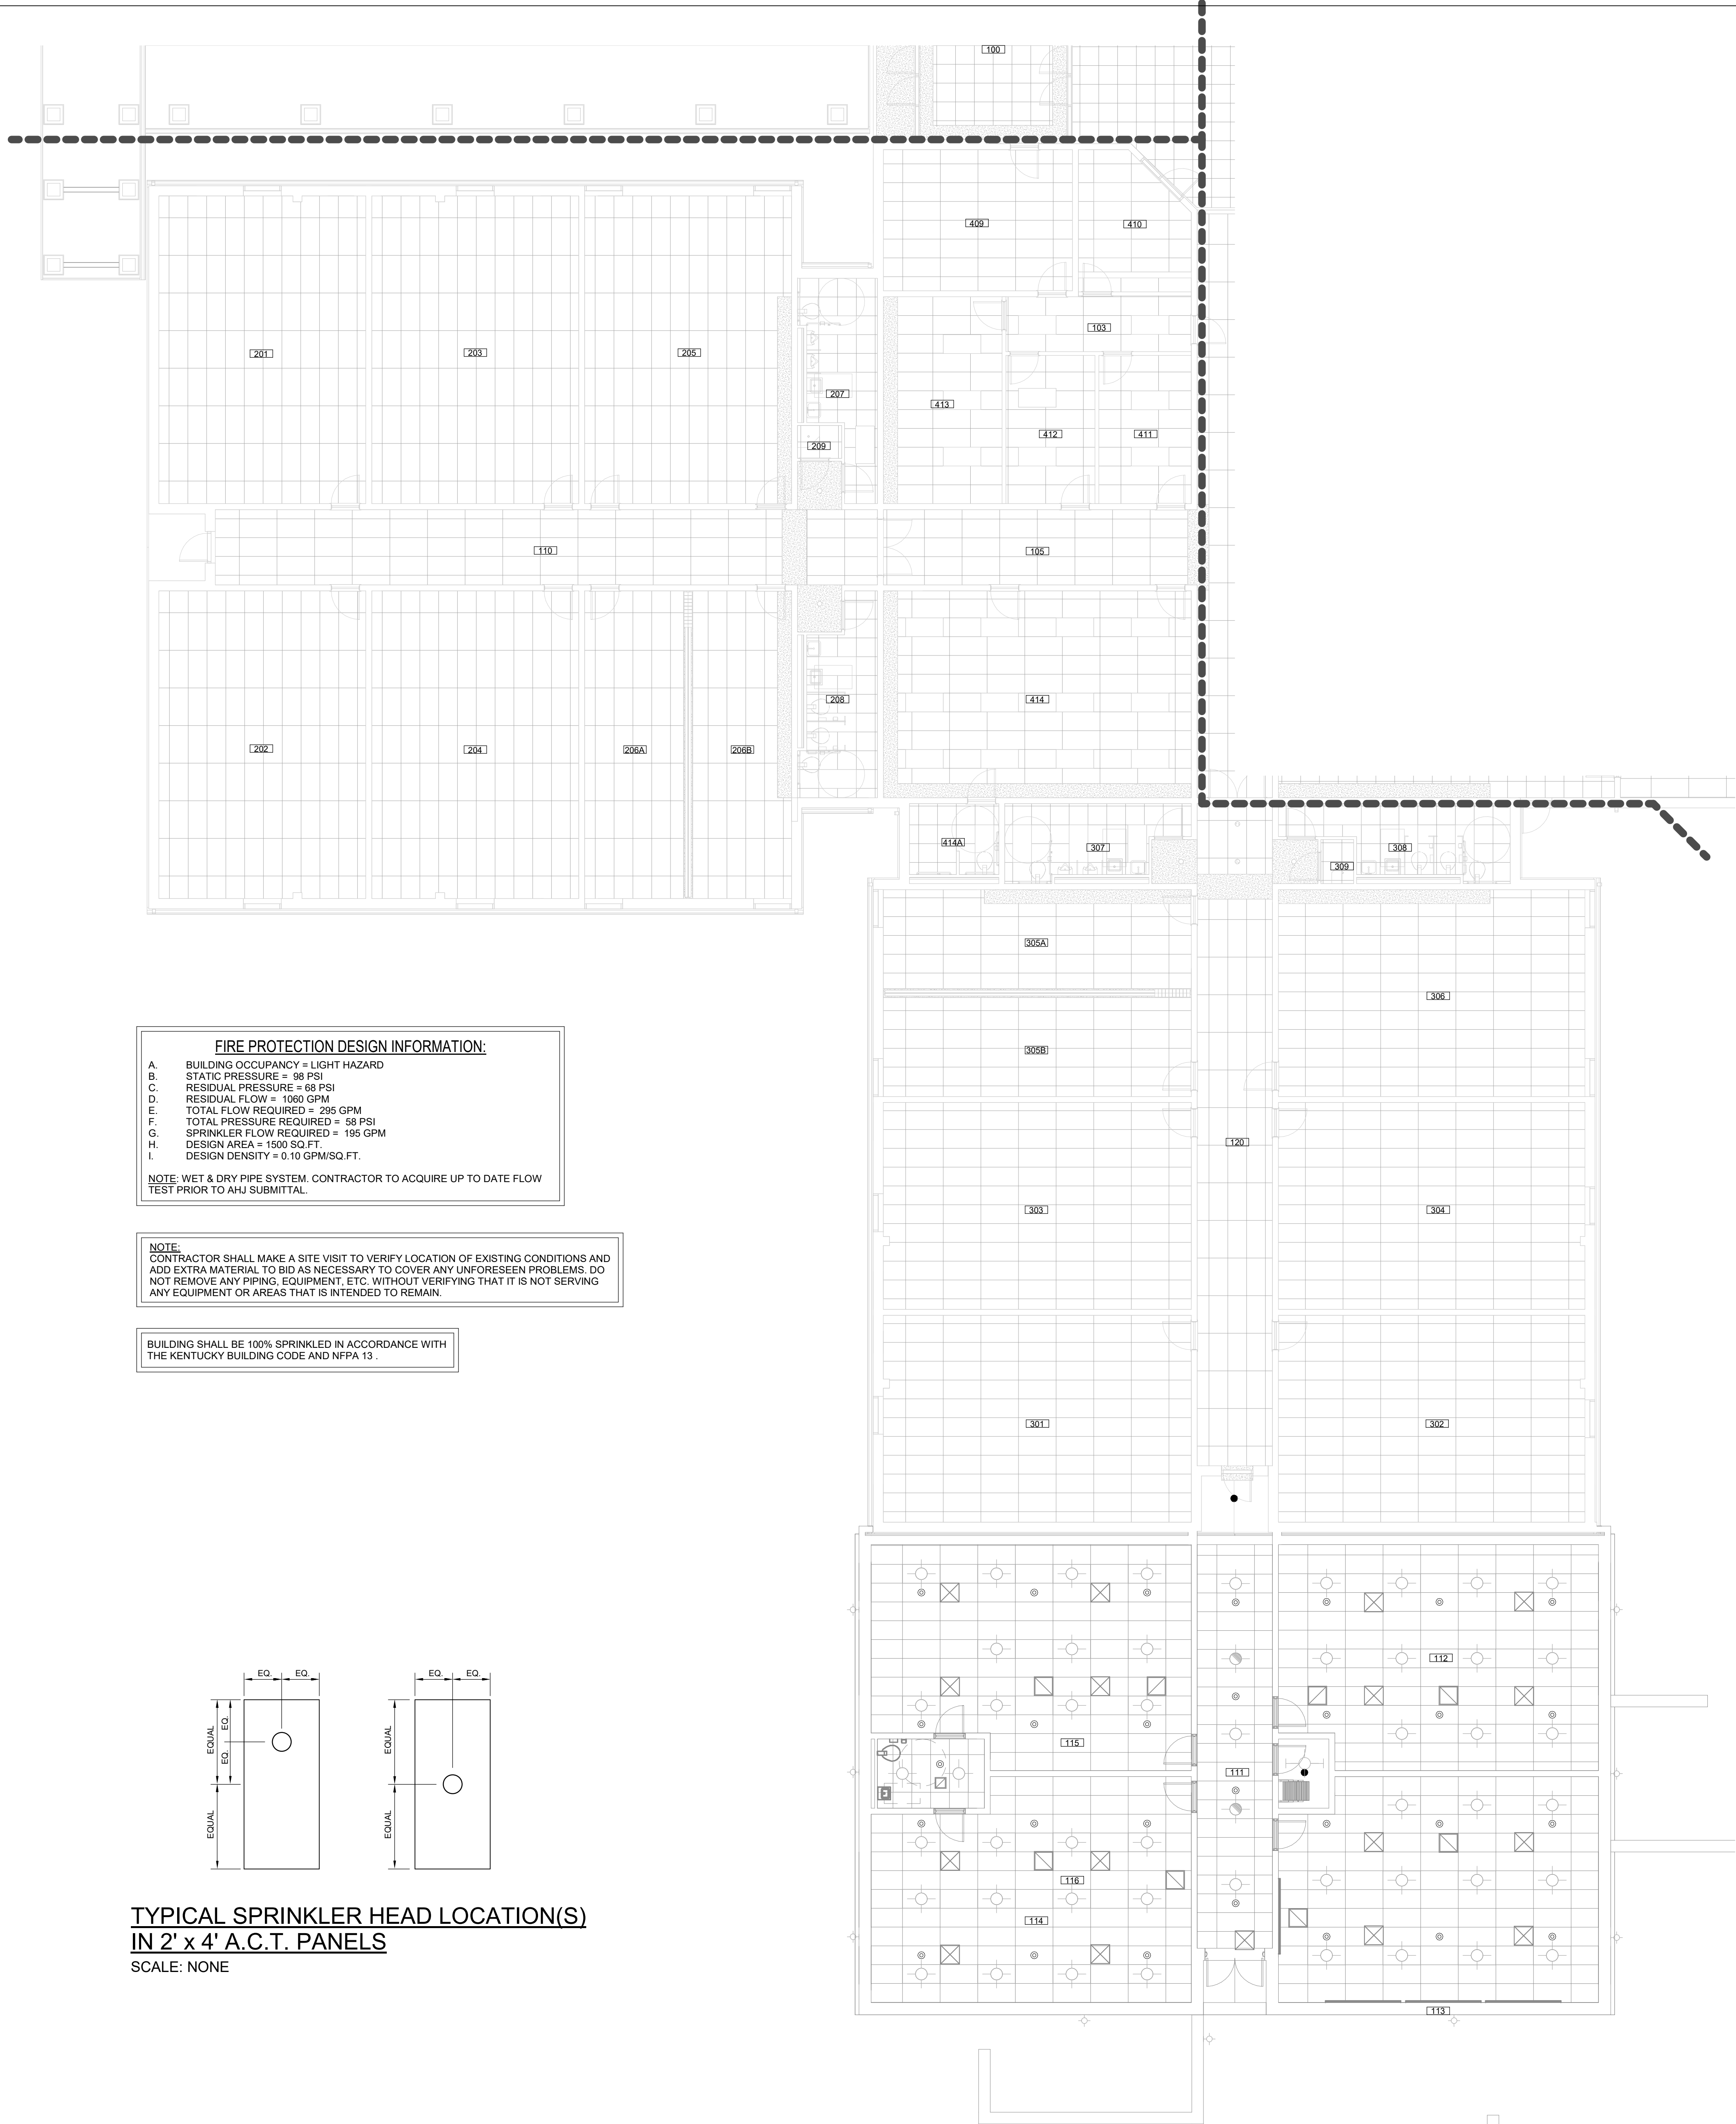 100
409
410
103
201
203
205
207
413
412
411
209
110
105
208
414
202
204
206A
206B
414A
307
309
308
305A
306
305B
120
303
304
301
302
FIRE PROTECTION DESIGN INFORMATION:
A. BUILDING OCCUPANCY = LIGHT HAZARD
B. STATIC PRESSURE = 98 PSI
C. RESIDUAL PRESSURE = 68 PSI
D. RESIDUAL FLOW = 1060 GPM
E. TOTAL FLOW REQUIRED = 295 GPM
F. TOTAL PRESSURE REQUIRED = 58 PSI
G. SPRINKLER FLOW REQUIRED = 195 GPM
H. DESIGN AREA = 1500 SQ.FT.
I. DESIGN DENSITY = 0.10 GPM/SQ.FT.
NOTE: WET & DRY PIPE SYSTEM. CONTRACTOR TO ACQUIRE UP TO DATE FLOW
TEST PRIOR TO AHJ SUBMITTAL.
NOTE:
CONTRACTOR SHALL MAKE A SITE VISIT TO VERIFY LOCATION OF EXISTING CONDITIONS AND
ADD EXTRA MATERIAL TO BID AS NECESSARY TO COVER ANY UNFORESEEN PROBLEMS. DO
NOT REMOVE ANY PIPING, EQUIPMENT, ETC. WITHOUT VERIFYING THAT IT IS NOT SERVING
ANY EQUIPMENT OR AREAS THAT IS INTENDED TO REMAIN.
BUILDING SHALL BE 100% SPRINKLED IN ACCORDANCE WITH
THE KENTUCKY BUILDING CODE AND NFPA 13 .
112
115
111
116
114
113
EQ. EQ.
EQUAL
EQ.
EQ.
EQUAL
EQ. EQ.
EQUAL
EQUAL
TYPICAL SPRINKLER HEAD LOCATION(S)
IN 2' x 4' A.C.T. PANELS
SCALE: NONE